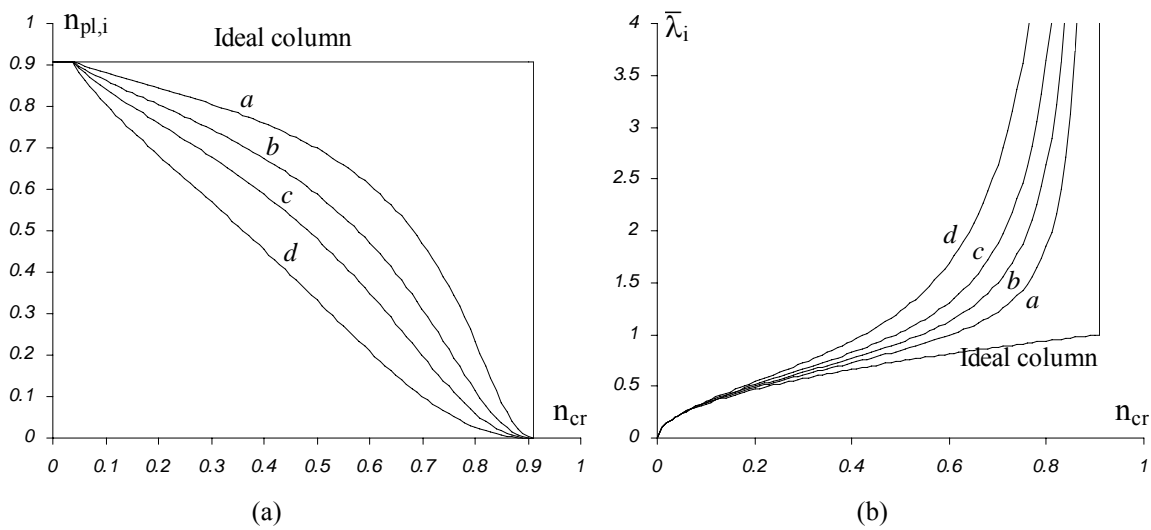 n_pl,i
Ideal column
1
0.9
0.8
0.7
0.6
0.5
0.4
0.3
0.2
0.1
0
a
b
c
d
n_cr
0 0.1 0.2 0.3 0.4 0.5 0.6 0.7 0.8 0.9 1
(a)
λ̅_i
4
3.5
3
2.5
2
1.5
1
0.5
0
d
c
b
a
Ideal column
n_cr
0 0.2 0.4 0.6 0.8 1
(b)